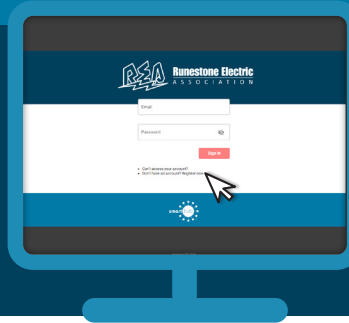 REA
Runestone Electric
ASSOCIATION
Email
Password
Sign In
Can't access your account?
Don't have an account? Register now